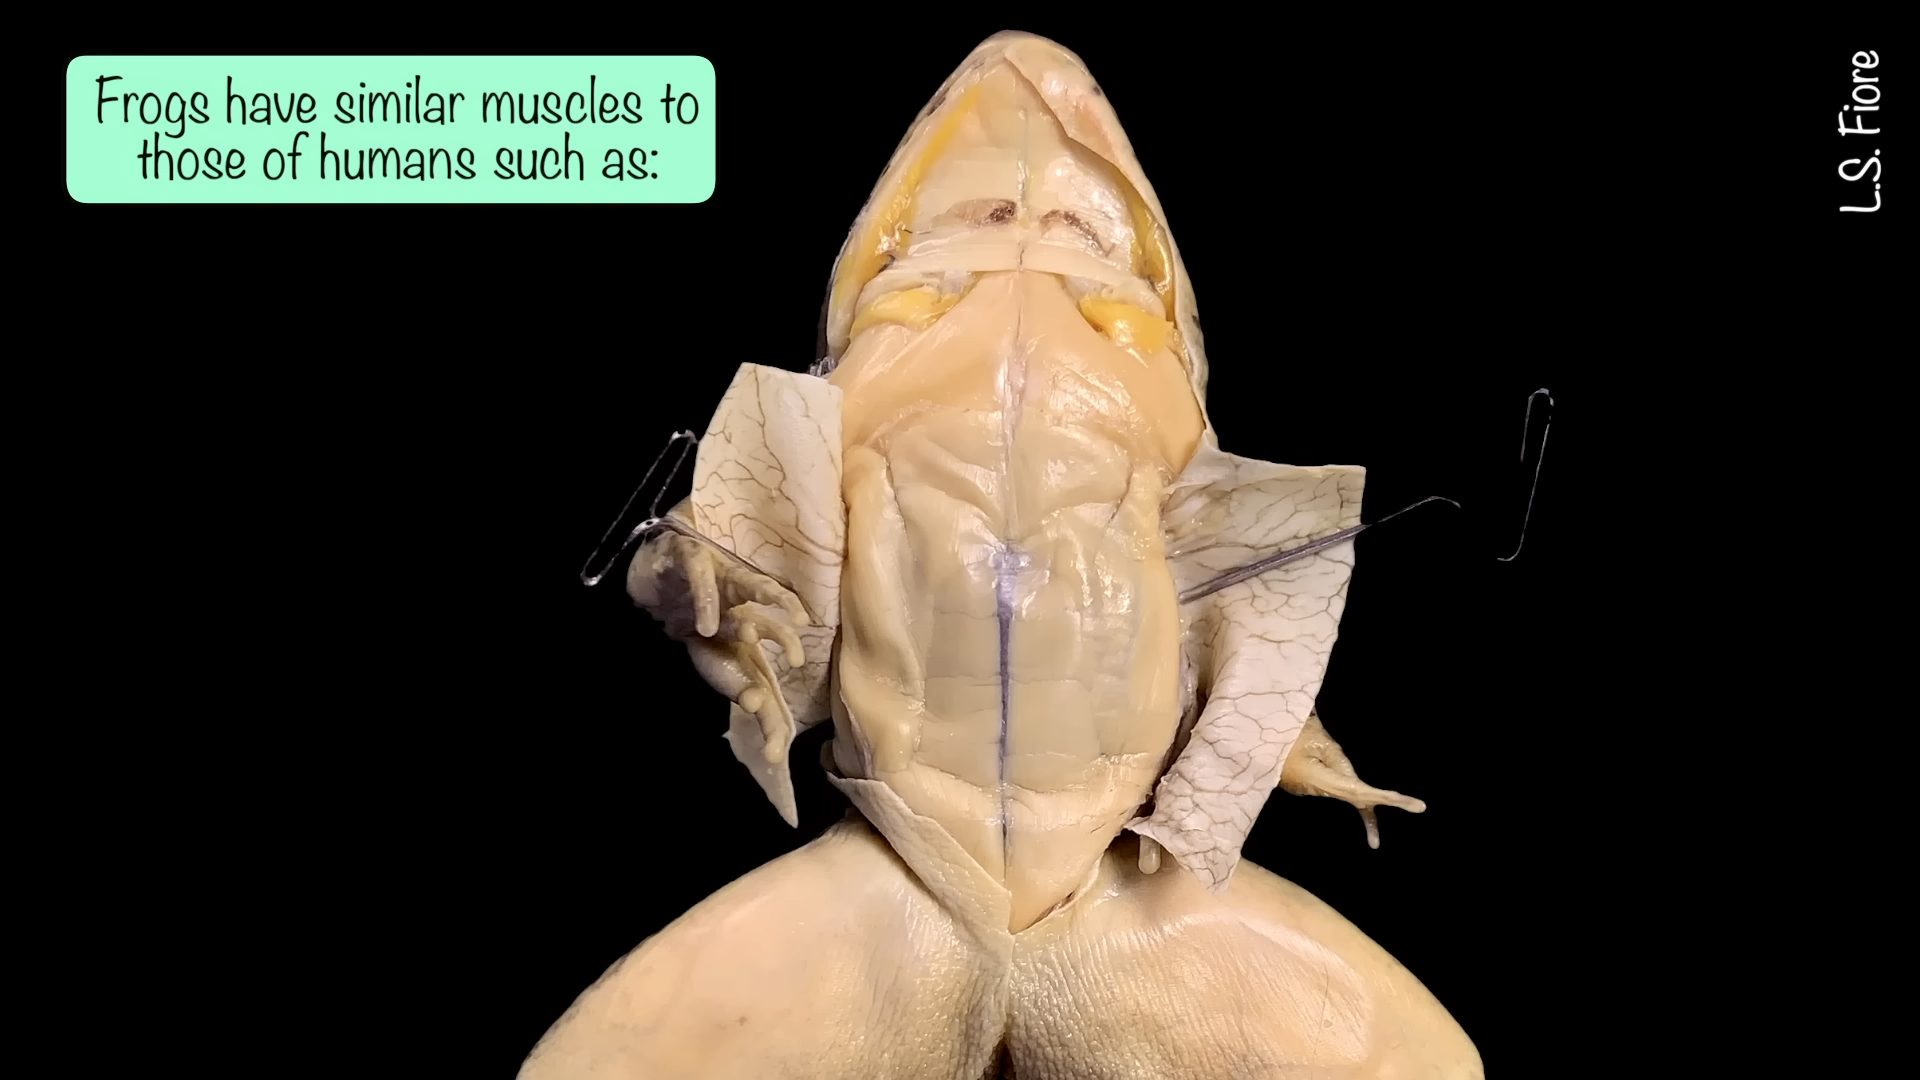 Frogs have similar muscles to
those of humans such as:
L.S. Fiore